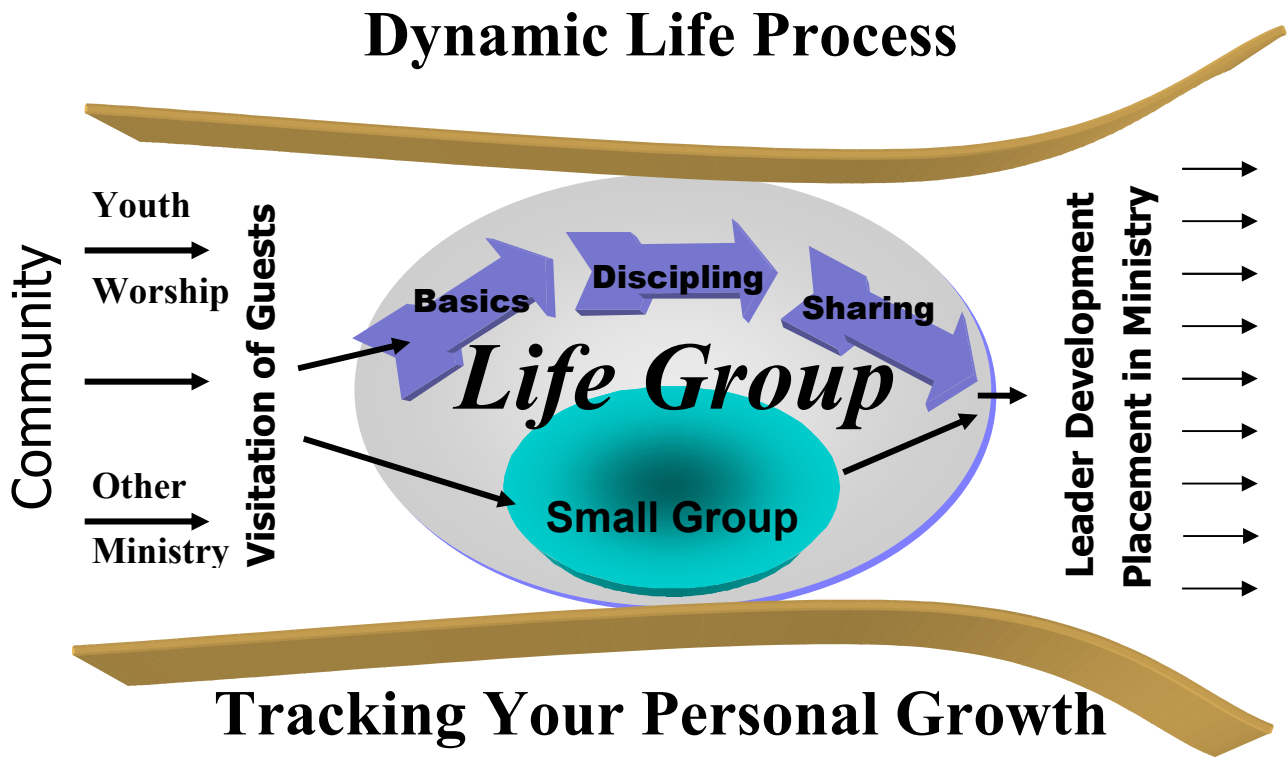 Dynamic Life Process
Community
Youth
Worship
Other
Ministry
Visitation of Guests
Basics
Discipling
Sharing
Life Group
Small Group
Leader Development
Placement in Ministry
Tracking Your Personal Growth